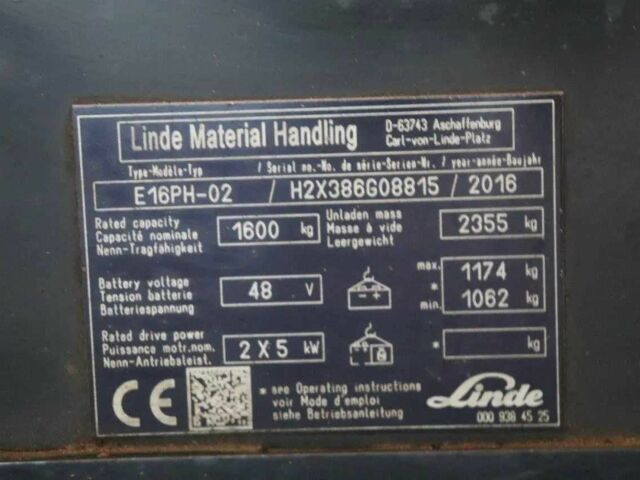 Linde Material Handling
D-63743 Aschaffenburg
Carl-von-Linde-Platz
Type-Modèle-Typ / Serial no.-No. de série-Serien-Nr. / year-année-Baujahr
E16PH-02 / H2X386G08815 / 2016
Rated capacity
Capacité nominale
Nenn-Tragfähigkeit
1600 kg
Unladen mass
Masse à vide
Leergewicht
2355 kg
Battery voltage
Tension batterie
Batteriespannung
48 V
- +
max. 1174 kg
*
min. 1062 kg
Rated drive power
Puissance motr.nom.
Nenn-Antriebsleist.
2 X 5 kW
* kg
CE
* see Operating instructions
voir Mode d'emploi
siehe Betriebsanleitung
Linde
000 938 45 25